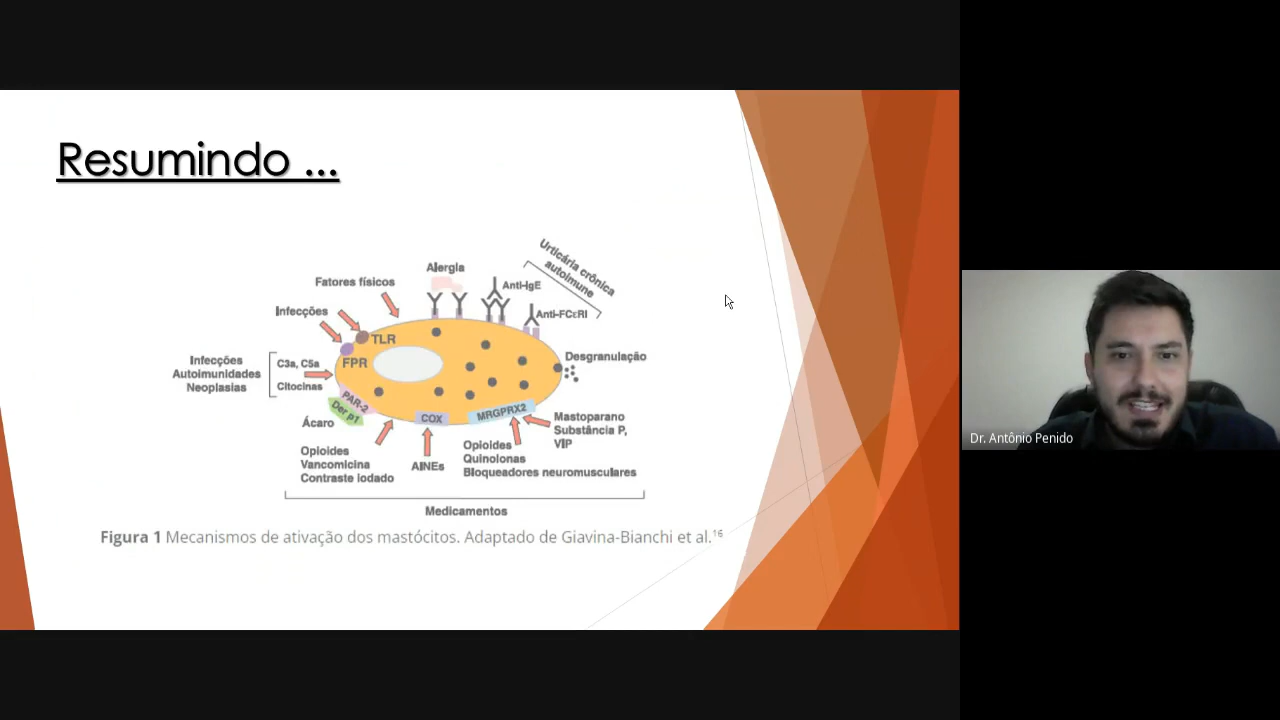 Resumindo ...
Urticária crônica
autoimune
Alergia
Fatores físicos
Anti-IgE
Infecções
Anti-FCεRI
TLR
FPR
Desgranulação
Infecções
Autoimunidades
Neoplasias
C3a, C5a
Citocinas
PAR-2
Der P1
Ácaro
COX
MRGPRX2
Mastoparano
Substância P,
VIP
Opioides
Vancomicina
Contraste iodado
AINEs
Opioides
Quinolonas
Bloqueadores neuromusculares
Medicamentos
Figura 1 Mecanismos de ativação dos mastócitos. Adaptado de Giavina-Bianchi et al.¹⁶
Dr. Antônio Penido